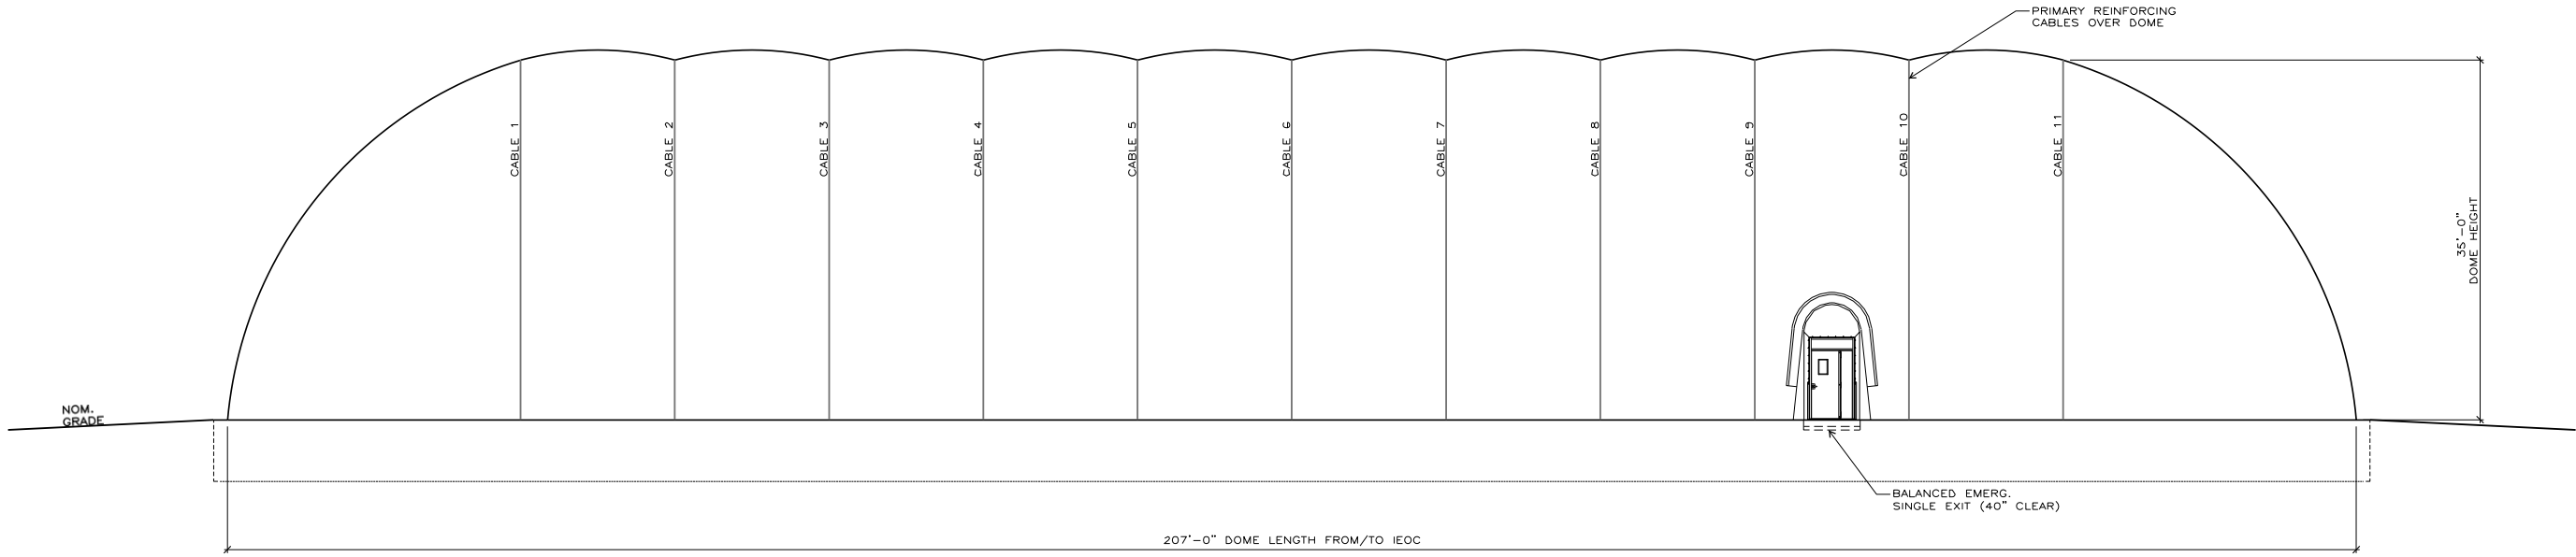 PRIMARY REINFORCING
CABLES OVER DOME
CABLE 1
CABLE 2
CABLE 3
CABLE 4
CABLE 5
CABLE 6
CABLE 7
CABLE 8
CABLE 9
CABLE 10
CABLE 11
35'-0"
DOME HEIGHT
NOM.
GRADE
BALANCED EMERG.
SINGLE EXIT (40" CLEAR)
207'-0" DOME LENGTH FROM/TO IEOC